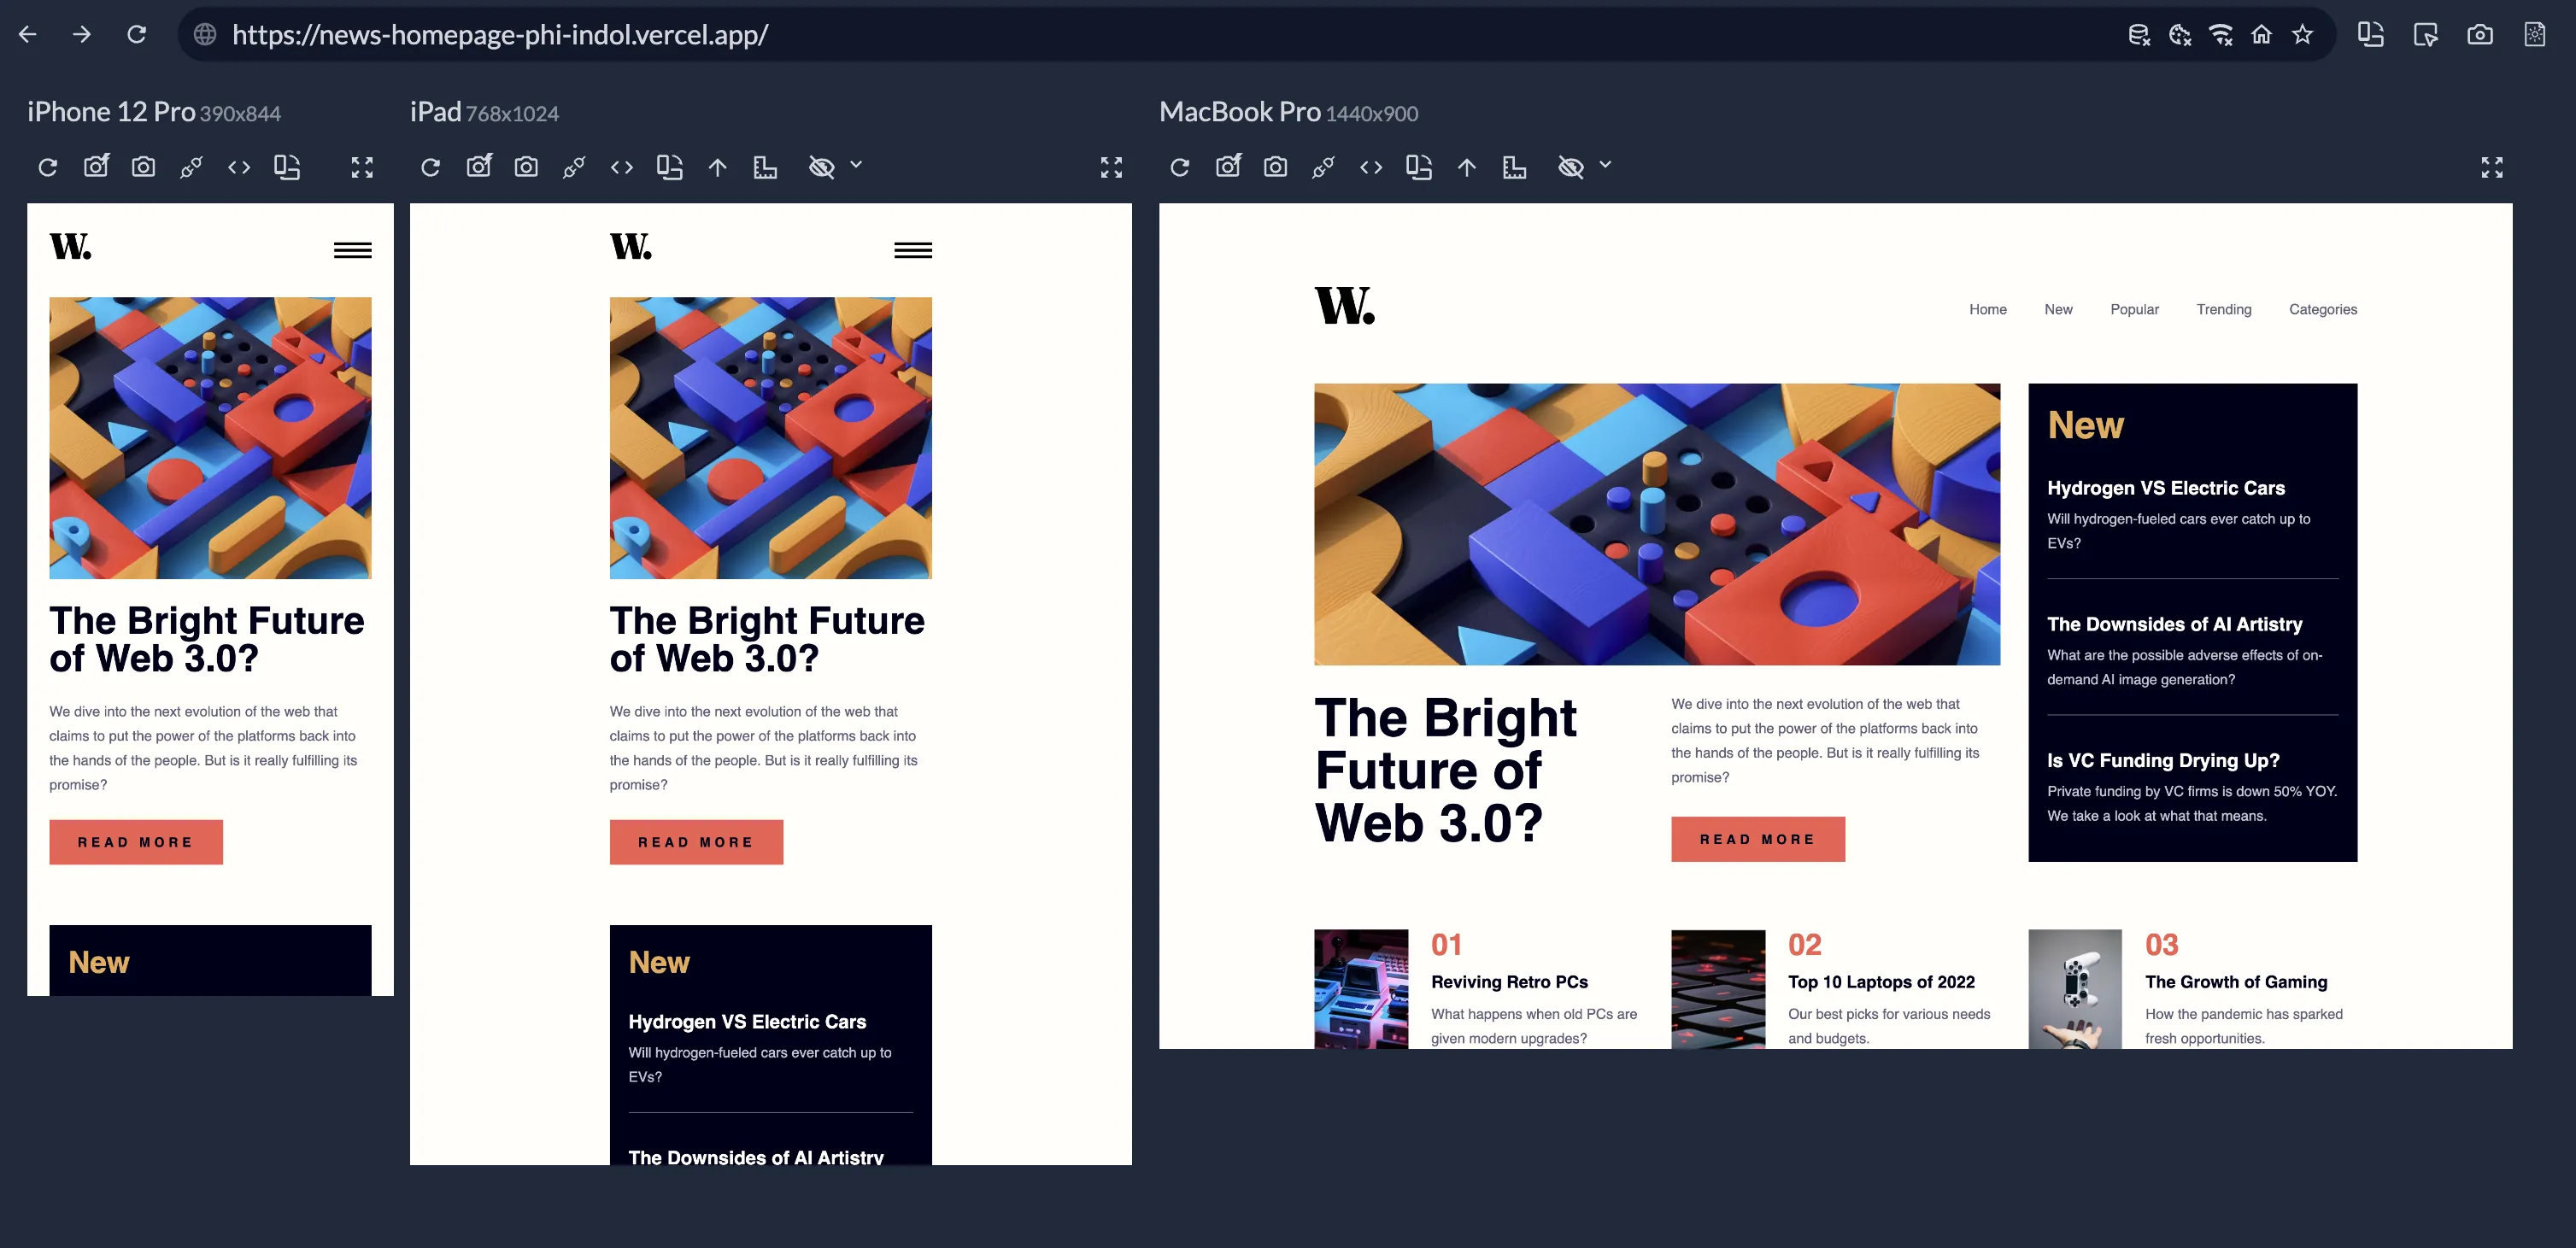 https://news-homepage-phi-indol.vercel.app/
iPhone 12 Pro 390x844
W.
The Bright Future
of Web 3.0?
We dive into the next evolution of the web that
claims to put the power of the platforms back into
the hands of the people. But is it really fulfilling its
promise?
READ MORE
New
iPad 768x1024
W.
The Bright Future
of Web 3.0?
We dive into the next evolution of the web that
claims to put the power of the platforms back into
the hands of the people. But is it really fulfilling its
promise?
READ MORE
New
Hydrogen VS Electric Cars
Will hydrogen-fueled cars ever catch up to
EVs?
The Downsides of AI Artistry
MacBook Pro 1440x900
W.
Home New Popular Trending Categories
The Bright
Future of
Web 3.0?
We dive into the next evolution of the web that
claims to put the power of the platforms back into
the hands of the people. But is it really fulfilling its
promise?
READ MORE
New
Hydrogen VS Electric Cars
Will hydrogen-fueled cars ever catch up to
EVs?
The Downsides of AI Artistry
What are the possible adverse effects of on-
demand AI image generation?
Is VC Funding Drying Up?
Private funding by VC firms is down 50% YOY.
We take a look at what that means.
01
Reviving Retro PCs
What happens when old PCs are
given modern upgrades?
02
Top 10 Laptops of 2022
Our best picks for various needs
and budgets.
03
The Growth of Gaming
How the pandemic has sparked
fresh opportunities.